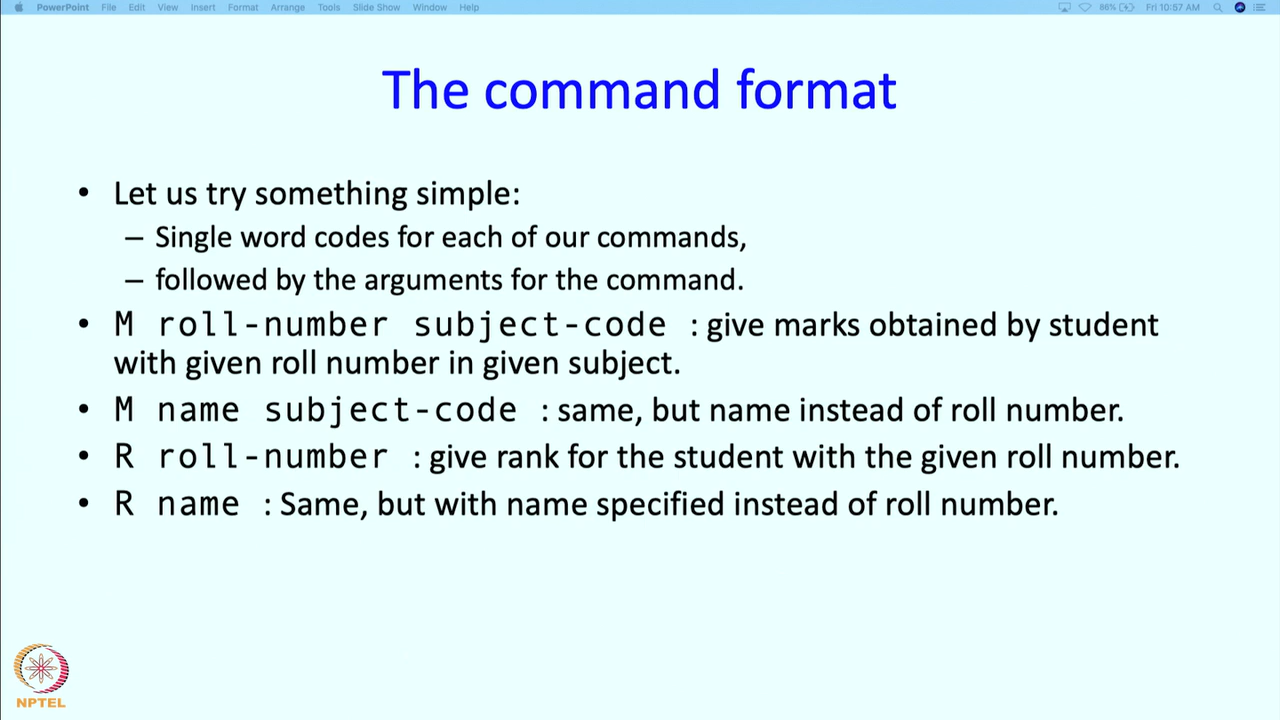 PowerPoint File Edit View Insert Format Arrange Tools Slide Show Window Help 86% Fri 10:57 AM
The command format
• Let us try something simple:
– Single word codes for each of our commands,
– followed by the arguments for the command.
• M roll-number subject-code : give marks obtained by student
with given roll number in given subject.
• M name subject-code : same, but name instead of roll number.
• R roll-number : give rank for the student with the given roll number.
• R name : Same, but with name specified instead of roll number.
NPTEL